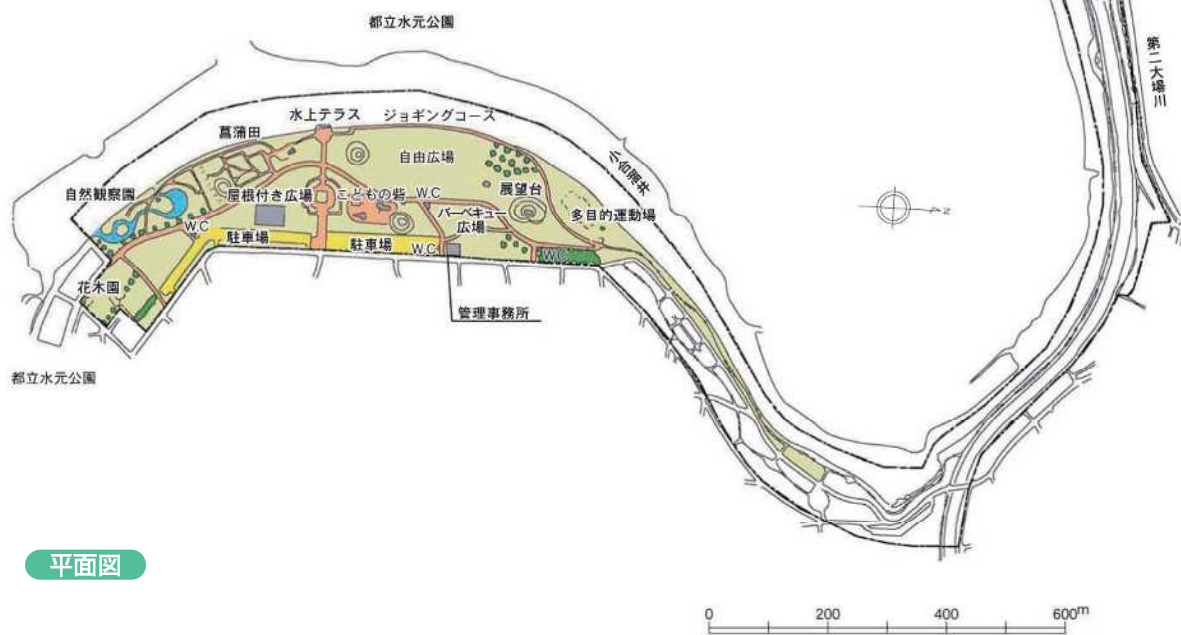 都立水元公園
第二大場川
水上テラス
ジョギングコース
菖蒲田
自由広場
小合溜井
自然観察園
屋根付き広場
こどもの砦
W.C
展望台
バーベキュー
広場
多目的運動場
W.C
駐車場
駐車場
W.C
W.C
花木園
管理事務所
都立水元公園
N
平面図
0 200 400 600m